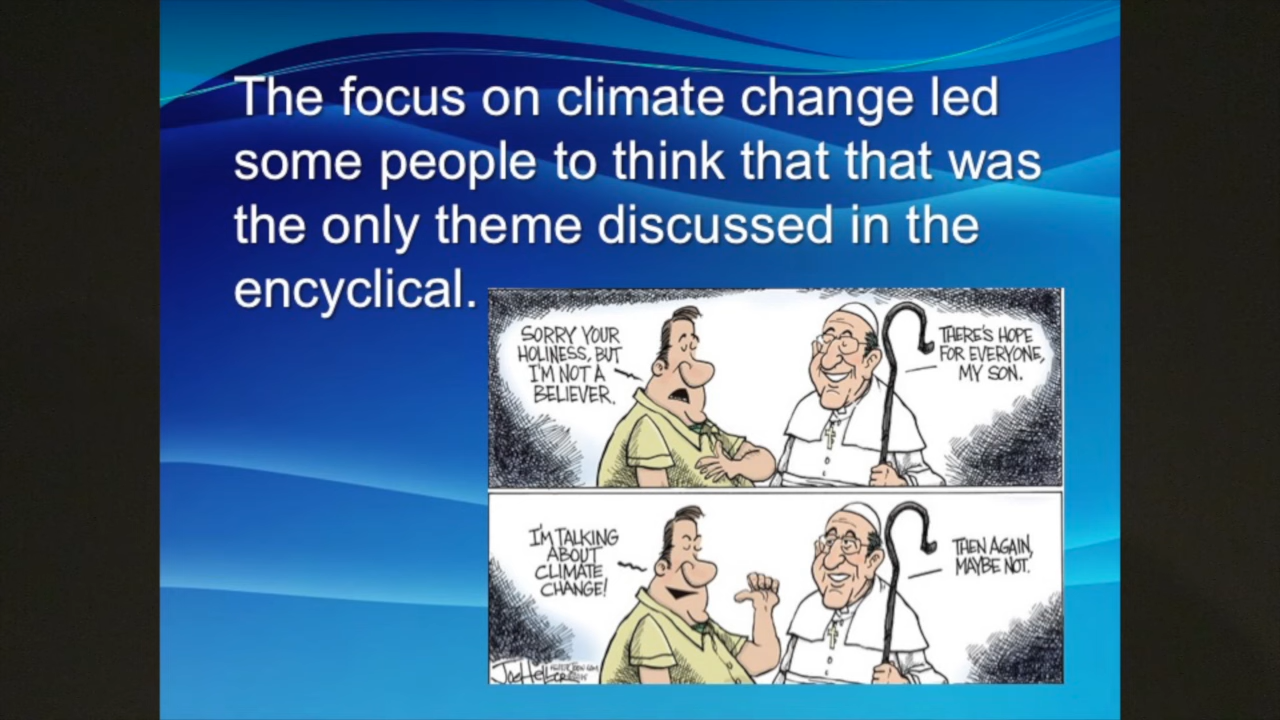 The focus on climate change led
some people to think that that was
the only theme discussed in the
encyclical.
SORRY YOUR
HOLINESS, BUT
I'M NOT A
BELIEVER.
THERE'S HOPE
FOR EVERYONE,
MY SON.
I'M TALKING
ABOUT
CLIMATE
CHANGE!
THEN AGAIN,
MAYBE NOT.
Joe Heller